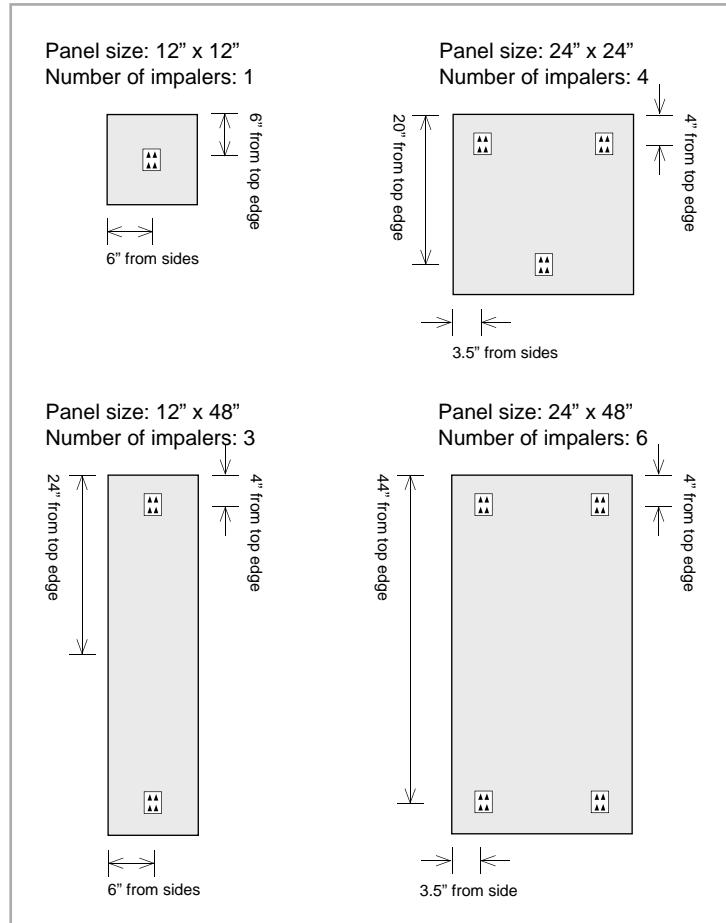 Panel size: 12” x 12”
Number of impalers: 1
6” from top edge
6” from sides
Panel size: 24” x 24”
Number of impalers: 4
20” from top edge
4” from top edge
3.5” from sides
Panel size: 12” x 48”
Number of impalers: 3
24” from top edge
4” from top edge
6” from sides
Panel size: 24” x 48”
Number of impalers: 6
44” from top edge
4” from top edge
3.5” from side